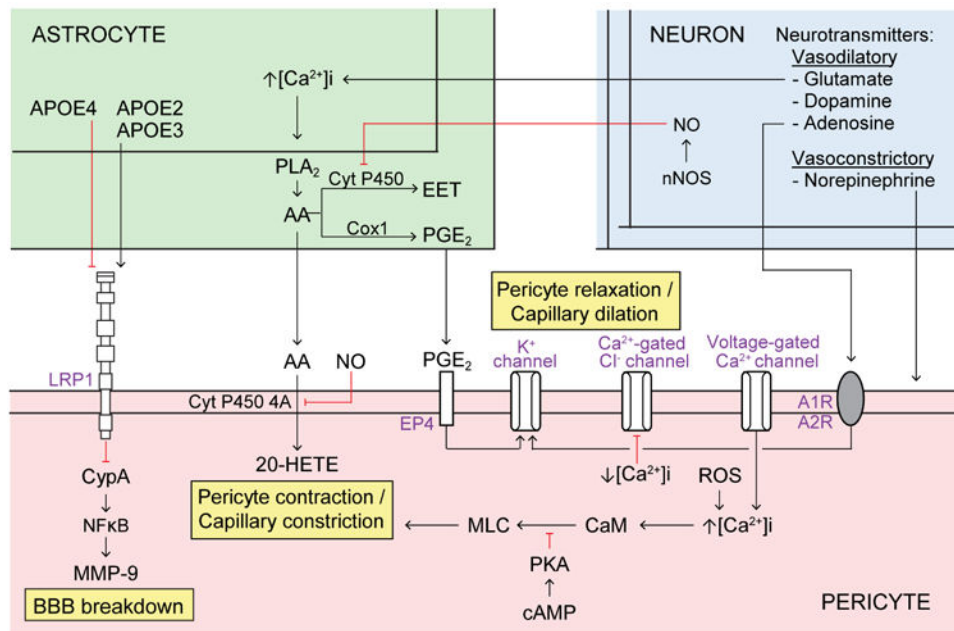 ASTROCYTE
NEURON
Neurotransmitters:
Vasodilatory
- Glutamate
- Dopamine
- Adenosine
Vasoconstrictory
- Norepinephrine
↑[Ca²⁺]i
APOE4
APOE2
APOE3
NO
nNOS
PLA₂
Cyt P450
EET
AA
Cox1
PGE₂
Pericyte relaxation /
Capillary dilation
AA
NO
PGE₂
K⁺
channel
Ca²⁺-gated
Cl⁻ channel
Voltage-gated
Ca²⁺ channel
LRP1
Cyt P450 4A
EP4
A1R
A2R
CypA
20-HETE
↓[Ca²⁺]i
ROS
Pericyte contraction /
Capillary constriction
NFκB
MLC
CaM
↑[Ca²⁺]i
MMP-9
PKA
BBB breakdown
cAMP
PERICYTE